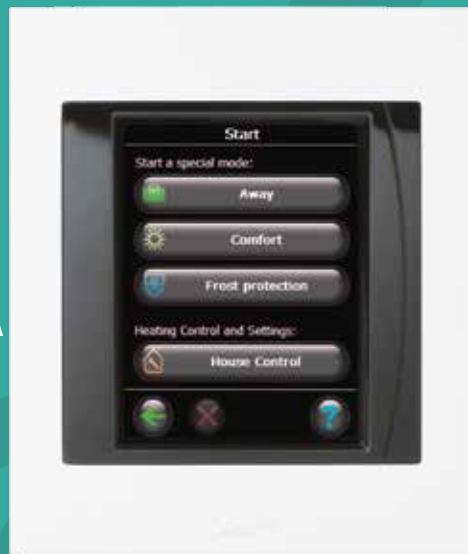 Start
Start a special mode:
Away
Comfort
Frost protection
Heating Control and Settings:
House Control
?